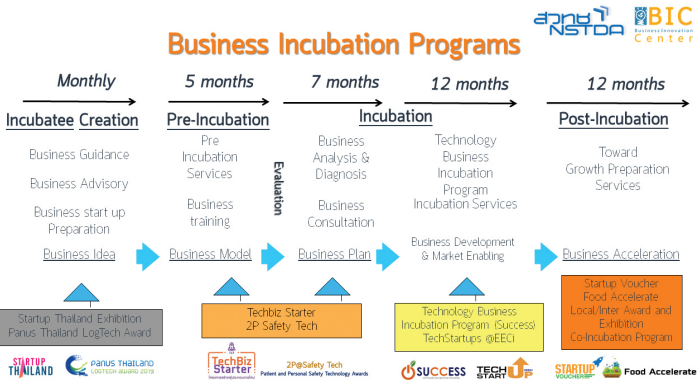 สวทช
NSTDA
BIC
Business Innovation
Center
Business Incubation Programs
Monthly
5 months
7 months
12 months
12 months
Incubatee Creation
Pre-Incubation
Incubation
Post-Incubation
Business Guidance
Business Advisory
Business start up
Preparation
Business Idea
Pre
Incubation
Services
Business
training
Business Model
Evaluation
Business
Analysis &
Diagnosis
Business
Consultation
Business Plan
Technology
Business
Incubation
Program
Incubation Services
Business Development
& Market Enabling
Toward
Growth Preparation
Services
Business Acceleration
Startup Thailand Exhibition
Panus Thailand LogTech Award
Techbiz Starter
2P Safety Tech
Technology Business
Incubation Program (Success)
TechStartups @EECi
Startup Voucher
Food Accelerate
Local/Inter Award and
Exhibition
Co-Incubation Program
STARTUP
THAILAND
PANUS THAILAND
LOGTECH AWARD 2019
TechBiz
Starter
2P@Safety Tech
Patient and Personal Safety Technology Awards
SUCCESS
TECH
START
UP
STARTUP
VOUCHER
Food Accelerate